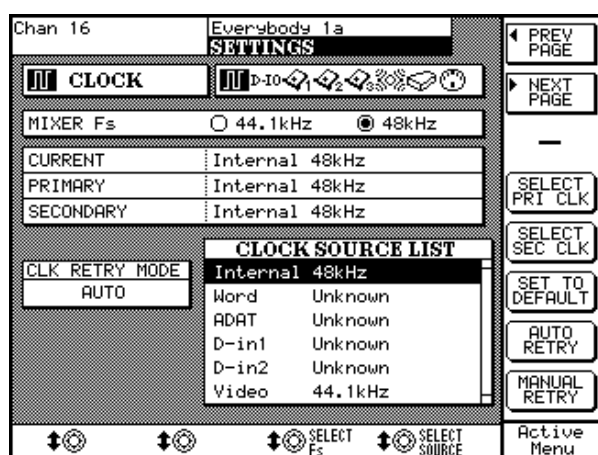 Chan 16
Everybody 1a
SETTINGS
CLOCK
D-IO 1 2 3
MIXER Fs 44.1kHz 48kHz
CURRENT Internal 48kHz
PRIMARY Internal 48kHz
SECONDARY Internal 48kHz
CLK RETRY MODE
AUTO
CLOCK SOURCE LIST
Internal 48kHz
Word Unknown
ADAT Unknown
D-in1 Unknown
D-in2 Unknown
Video 44.1kHz
SELECT
Fs
SELECT
SOURCE
PREV
PAGE
NEXT
PAGE
SELECT
PRI CLK
SELECT
SEC CLK
SET TO
DEFAULT
AUTO
RETRY
MANUAL
RETRY
Active
Menu